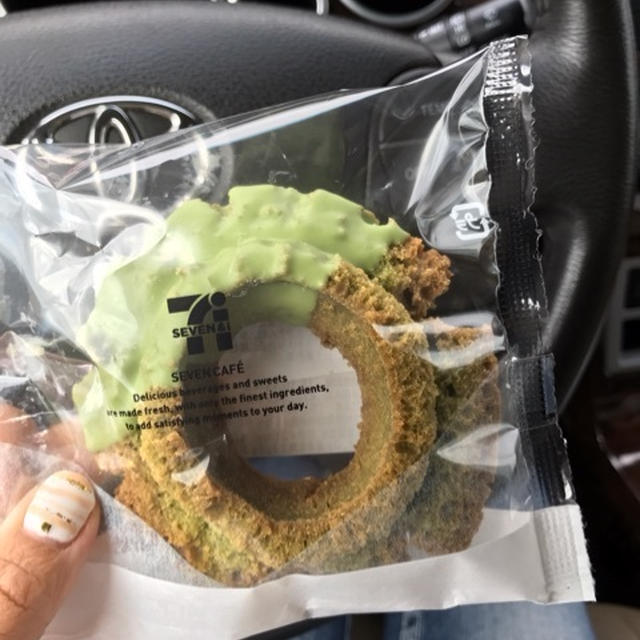 SEVEN&i
SEVEN CAFÉ
Delicious beverages and sweets
are made fresh, with only the finest ingredients,
to add satisfying moments to your day.